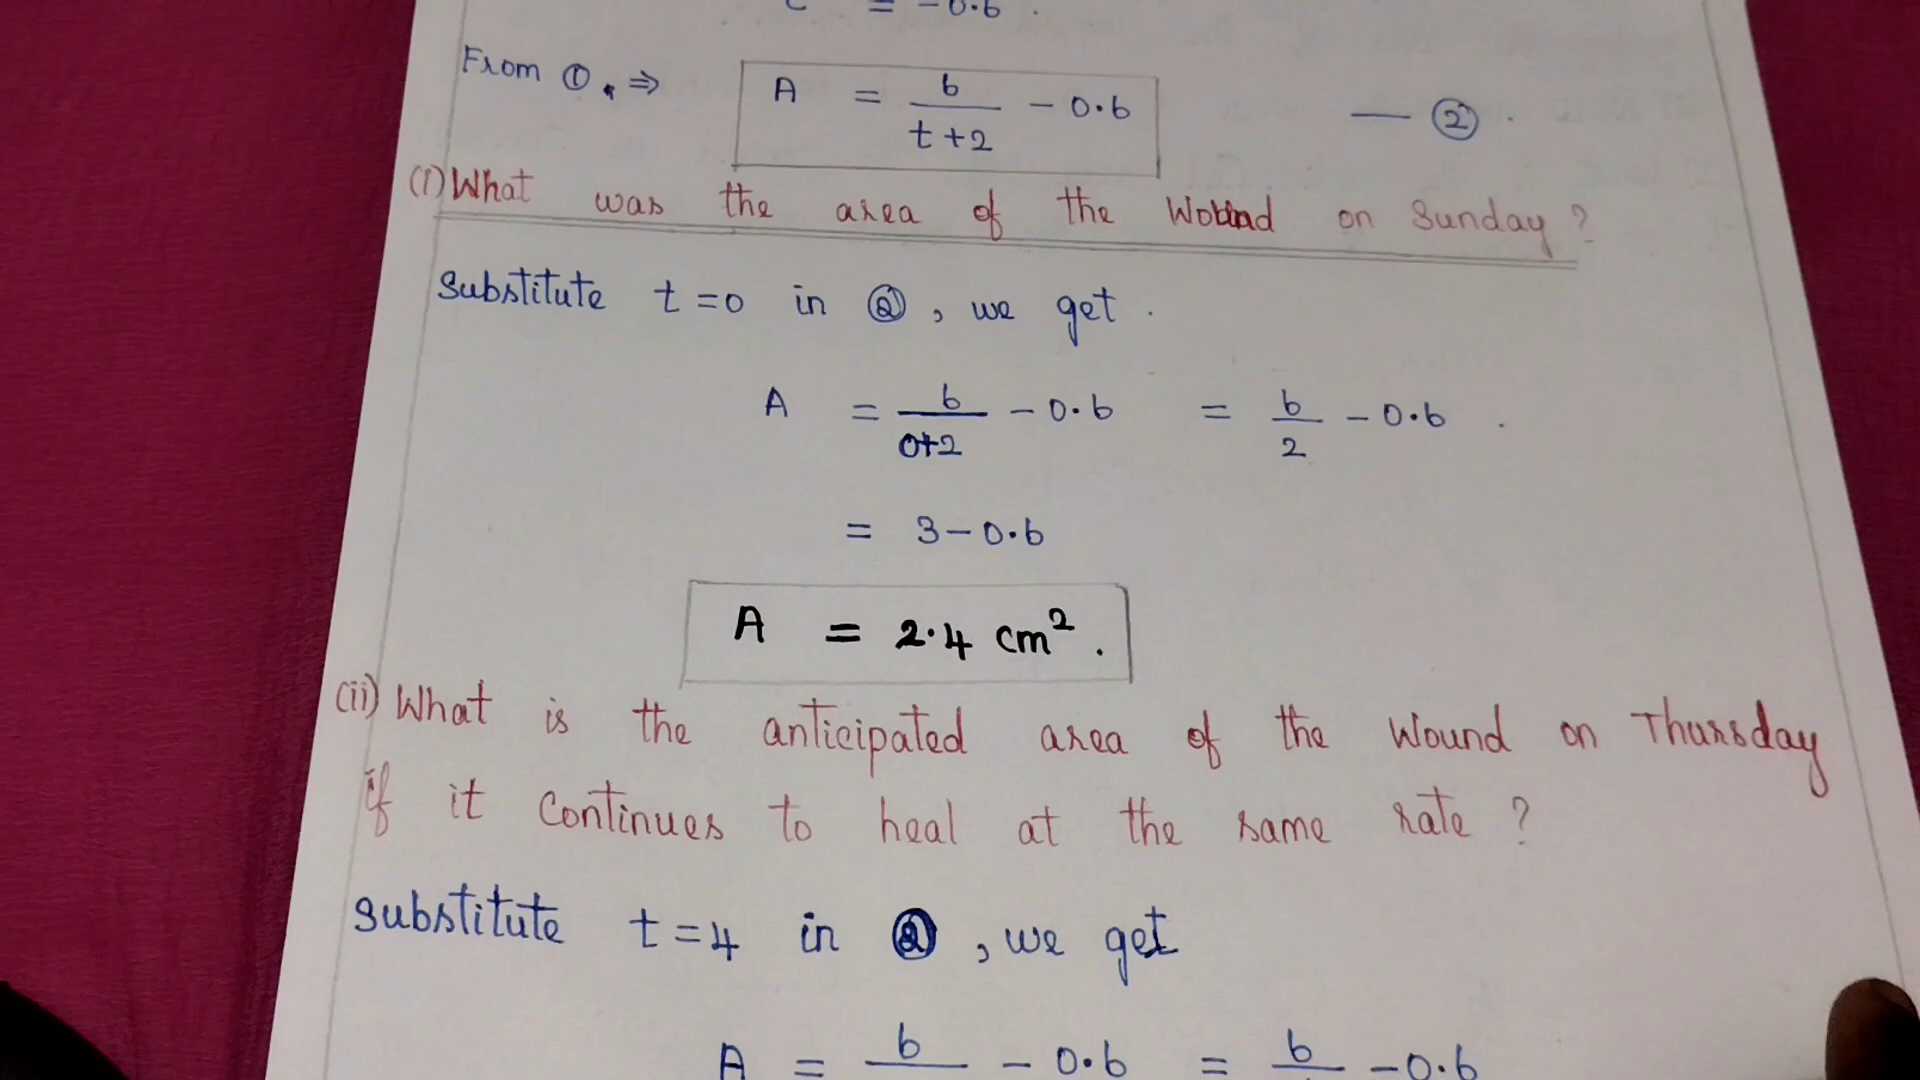 c = -0.6 .
From ① , ⇒ A = 6/(t+2) - 0.6 — ② .
(i) What was the area of the Wound on Sunday ?
Substitute t = 0 in ② , we get .
A = 6/(0+2) - 0.6 = 6/2 - 0.6 .
= 3 - 0.6
A = 2.4 cm² .
(ii) What is the anticipated area of the Wound on Thursday
if it continues to heal at the same rate ?
Substitute t = 4 in ② , we get
A = 6 - 0.6 = 6 - 0.6